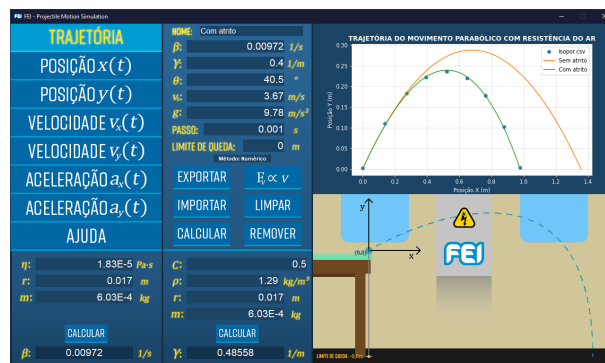 FEI FEI - Projectile Motion Simulation
TRAJETÓRIA
POSIÇÃO x(t)
POSIÇÃO y(t)
VELOCIDADE vₓ(t)
VELOCIDADE vᵧ(t)
ACELERAÇÃO aₓ(t)
ACELERAÇÃO aᵧ(t)
AJUDA
η: 1.83E-5 Pa·s
r: 0.017 m
m: 6.03E-4 kg
CALCULAR
β: 0.00972 1/s
NOME: Com atrito
β: 0.00972 1/s
γ: 0.4 1/m
θ: 40.5 °
v₀: 3.67 m/s
g: 9.78 m/s²
PASSO: 0.001 s
LIMITE DE QUEDA: 0 m
Método: Numérico
EXPORTAR Fᵥ∝ v
IMPORTAR LIMPAR
CALCULAR REMOVER
C: 0.5
ρ: 1.29 kg/m³
r: 0.017 m
m: 6.03E-4 kg
CALCULAR
γ: 0.48558 1/m
TRAJETÓRIA DO MOVIMENTO PARABÓLICO COM RESISTÊNCIA DO AR
Isopor.csv
Sem atrito
Com atrito
Posição Y (m)
0.30
0.25
0.20
0.15
0.10
0.05
0.00
0.0 0.2 0.4 0.6 0.8 1.0 1.2 1.4
Posição X (m)
y
(0,0)
x
FEI